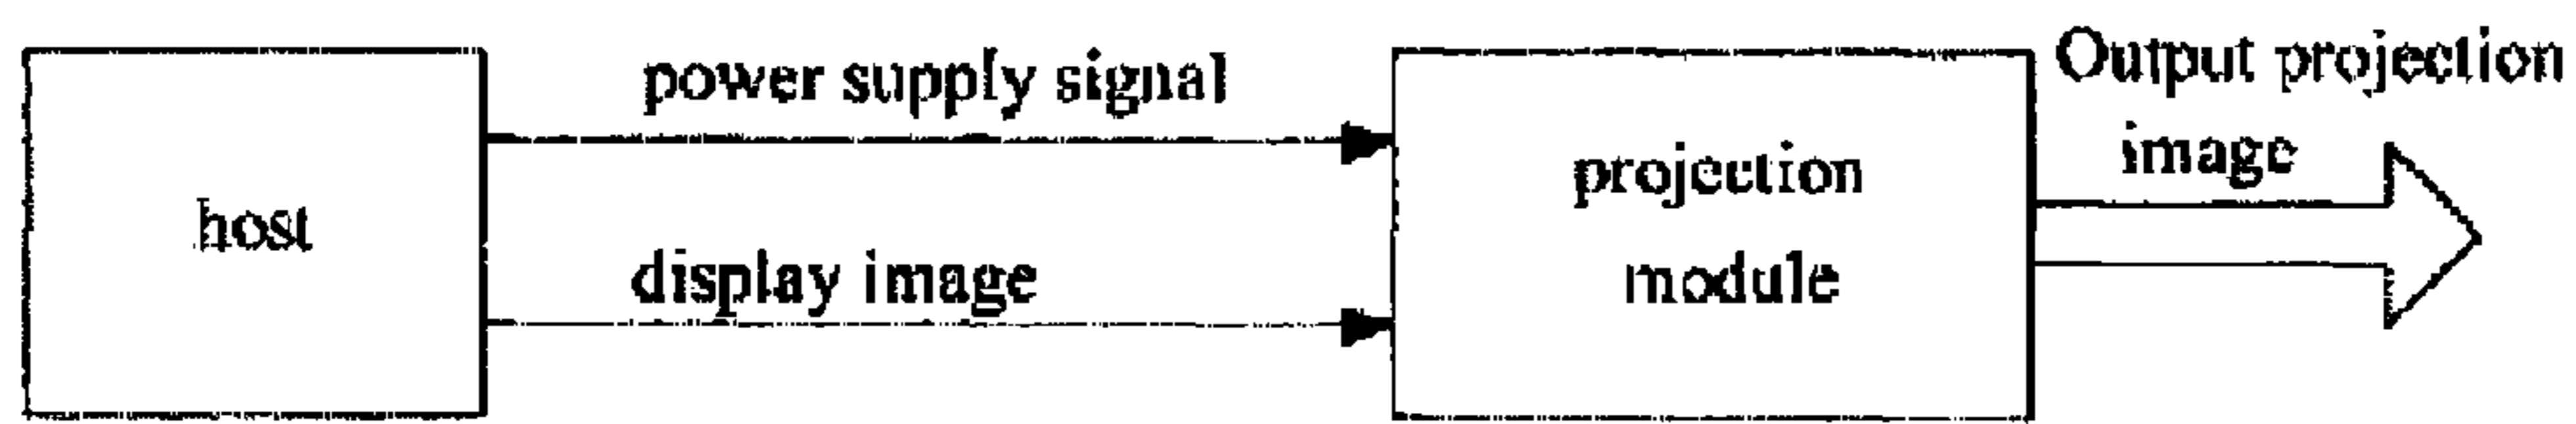 host
power supply signal
display image
projection
module
Output projection
image